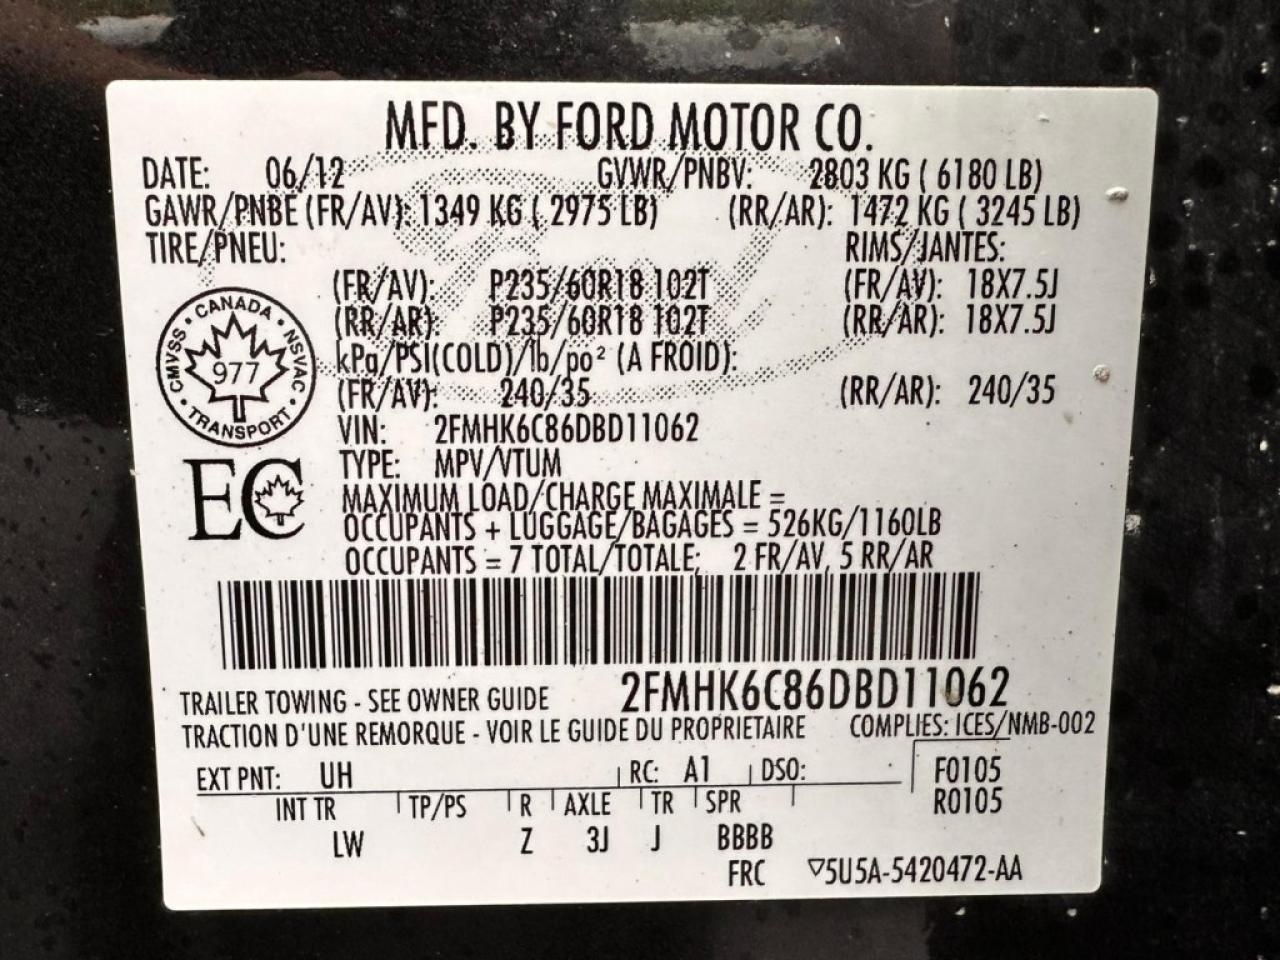 MFD. BY FORD MOTOR CO.
DATE: 06/12 GVWR/PNBV: 2803 KG ( 6180 LB)
GAWR/PNBE (FR/AV): 1349 KG ( 2975 LB) (RR/AR): 1472 KG ( 3245 LB)
TIRE/PNEU: RIMS/JANTES:
(FR/AV): P235/60R18 102T (FR/AV): 18X7.5J
(RR/AR): P235/60R18 102T (RR/AR): 18X7.5J
kPa/PSI(COLD)/lb/po² (A FROID):
(FR/AV): 240/35 (RR/AR): 240/35
CANADA · NSVAC · TRANSPORT · CMVSS
977
VIN: 2FMHK6C86DBD11062
TYPE: MPV/VTUM
EC
MAXIMUM LOAD/CHARGE MAXIMALE =
OCCUPANTS + LUGGAGE/BAGAGES = 526KG/1160LB
OCCUPANTS = 7 TOTAL/TOTALE; 2 FR/AV, 5 RR/AR
2FMHK6C86DBD11062
TRAILER TOWING - SEE OWNER GUIDE
TRACTION D'UNE REMORQUE - VOIR LE GUIDE DU PROPRIETAIRE COMPLIES: ICES/NMB-002
EXT PNT: UH RC: A1 DSO: F0105
INT TR TP/PS R AXLE TR SPR R0105
LW Z 3J J BBBB
FRC ▽5U5A-5420472-AA